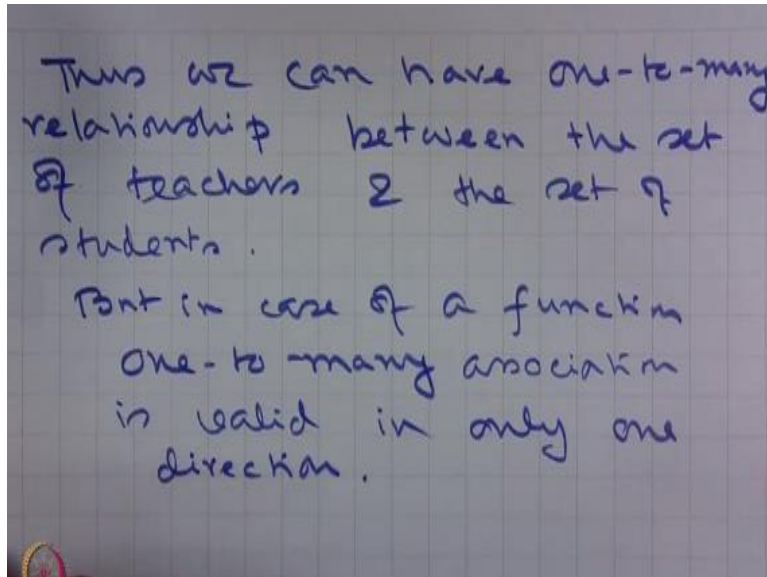 Thus we can have one-to-many
relationship between the set
of teachers & the set of
students.
But in case of a function
one-to-many association
is valid in only one
direction.